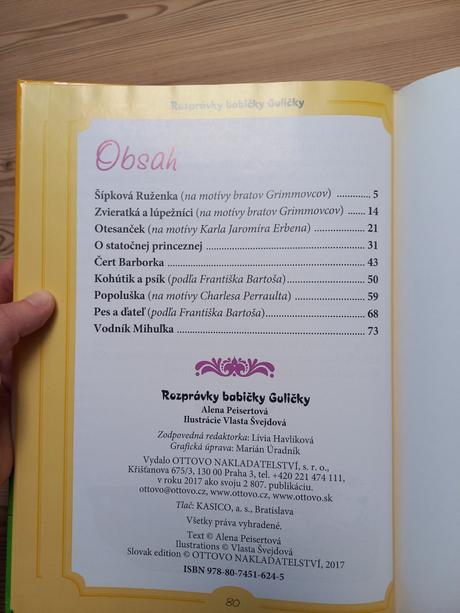 Rozprávky babičky Guličky
Obsah
Šípková Ruženka (na motívy bratov Grimmovcov) ............. 5
Zvieratká a lúpežníci (na motívy bratov Grimmovcov) ...... 14
Otesanček (na motívy Karla Jaromíra Erbena) .................. 21
O statočnej princeznej ........................................................ 31
Čert Barborka ..................................................................... 43
Kohútik a psík (podľa Františka Bartoša)........................... 50
Popoluška (na motívy Charlesa Perraulta) ....................... 59
Pes a ďateľ (podľa Františka Bartoša)................................. 68
Vodník Mihuľka ................................................................. 73
Rozprávky babičky Guličky
Alena Peisertová
Ilustrácie Vlasta Švejdová
Zodpovedná redaktorka: Lívia Havlíková
Grafická úprava: Marián Úradník
Vydalo OTTOVO NAKLADATELSTVÍ, s. r. o.,
Křišťanova 675/3, 130 00 Praha 3, tel. +420 221 474 111,
v roku 2017 ako svoju 2 807. publikáciu.
ottovo@ottovo.cz, www.ottovo.cz, www.ottovo.sk
Tlač: KASICO, a. s., Bratislava
Všetky práva vyhradené.
Text © Alena Peisertová
Ilustrations © Vlasta Švejdová
Slovak edition © OTTOVO NAKLADATELSTVÍ, 2017
ISBN 978-80-7451-624-5
80